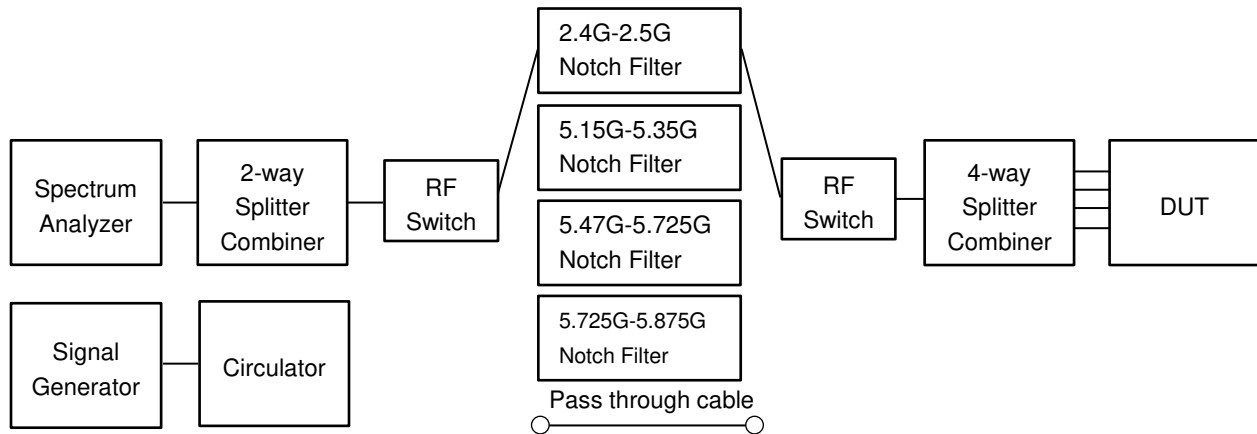 2.4G-2.5G
Notch Filter
5.15G-5.35G
Notch Filter
5.47G-5.725G
Notch Filter
5.725G-5.875G
Notch Filter
Pass through cable
Spectrum
Analyzer
2-way
Splitter
Combiner
RF
Switch
RF
Switch
4-way
Splitter
Combiner
DUT
Signal
Generator
Circulator